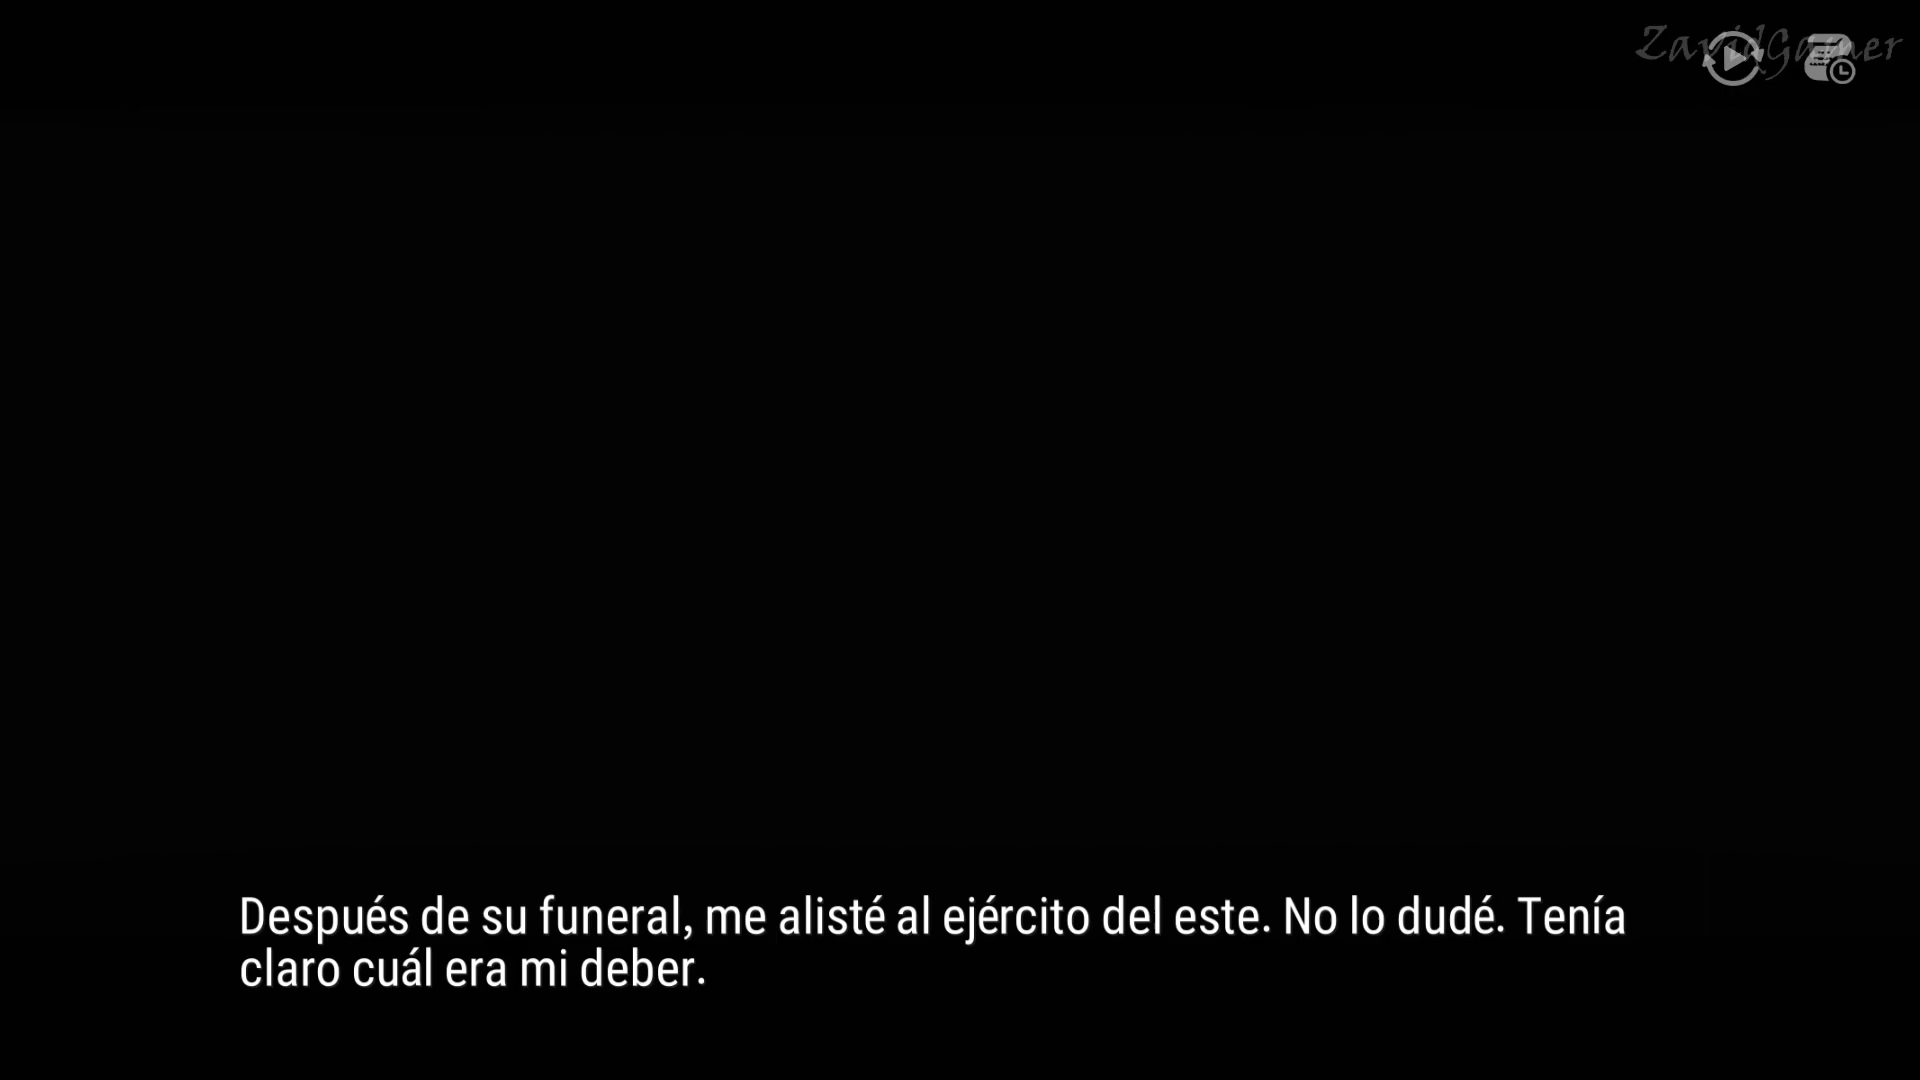 ZavidGamer
Después de su funeral, me alisté al ejército del este. No lo dudé. Tenía
claro cuál era mi deber.